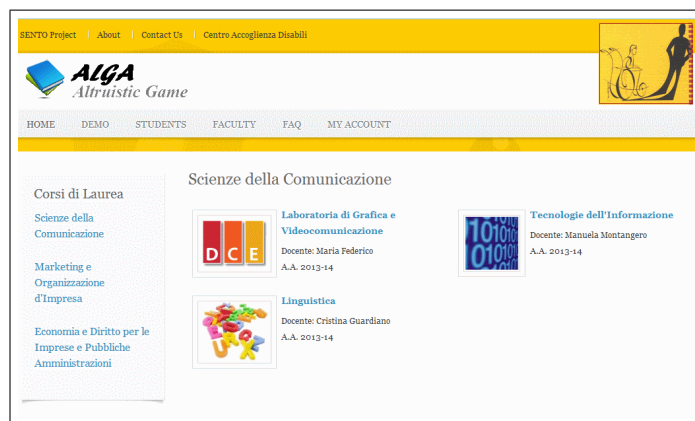 SENTO Project About Contact Us Centro Accoglienza Disabili
ALGA
Altruistic Game
HOME DEMO STUDENTS FACULTY FAQ MY ACCOUNT
Corsi di Laurea
Scienze della
Comunicazione
Marketing e
Organizzazione
d'Impresa
Economia e Diritto per le
Imprese e Pubbliche
Amministrazioni
Scienze della Comunicazione
DCE
Laboratoria di Grafica e
Videocomunicazione
Docente: Maria Federico
A.A. 2013-14
Tecnologie dell'Informazione
Docente: Manuela Montangero
A.A. 2013-14
Linguistica
Docente: Cristina Guardiano
A.A. 2013-14